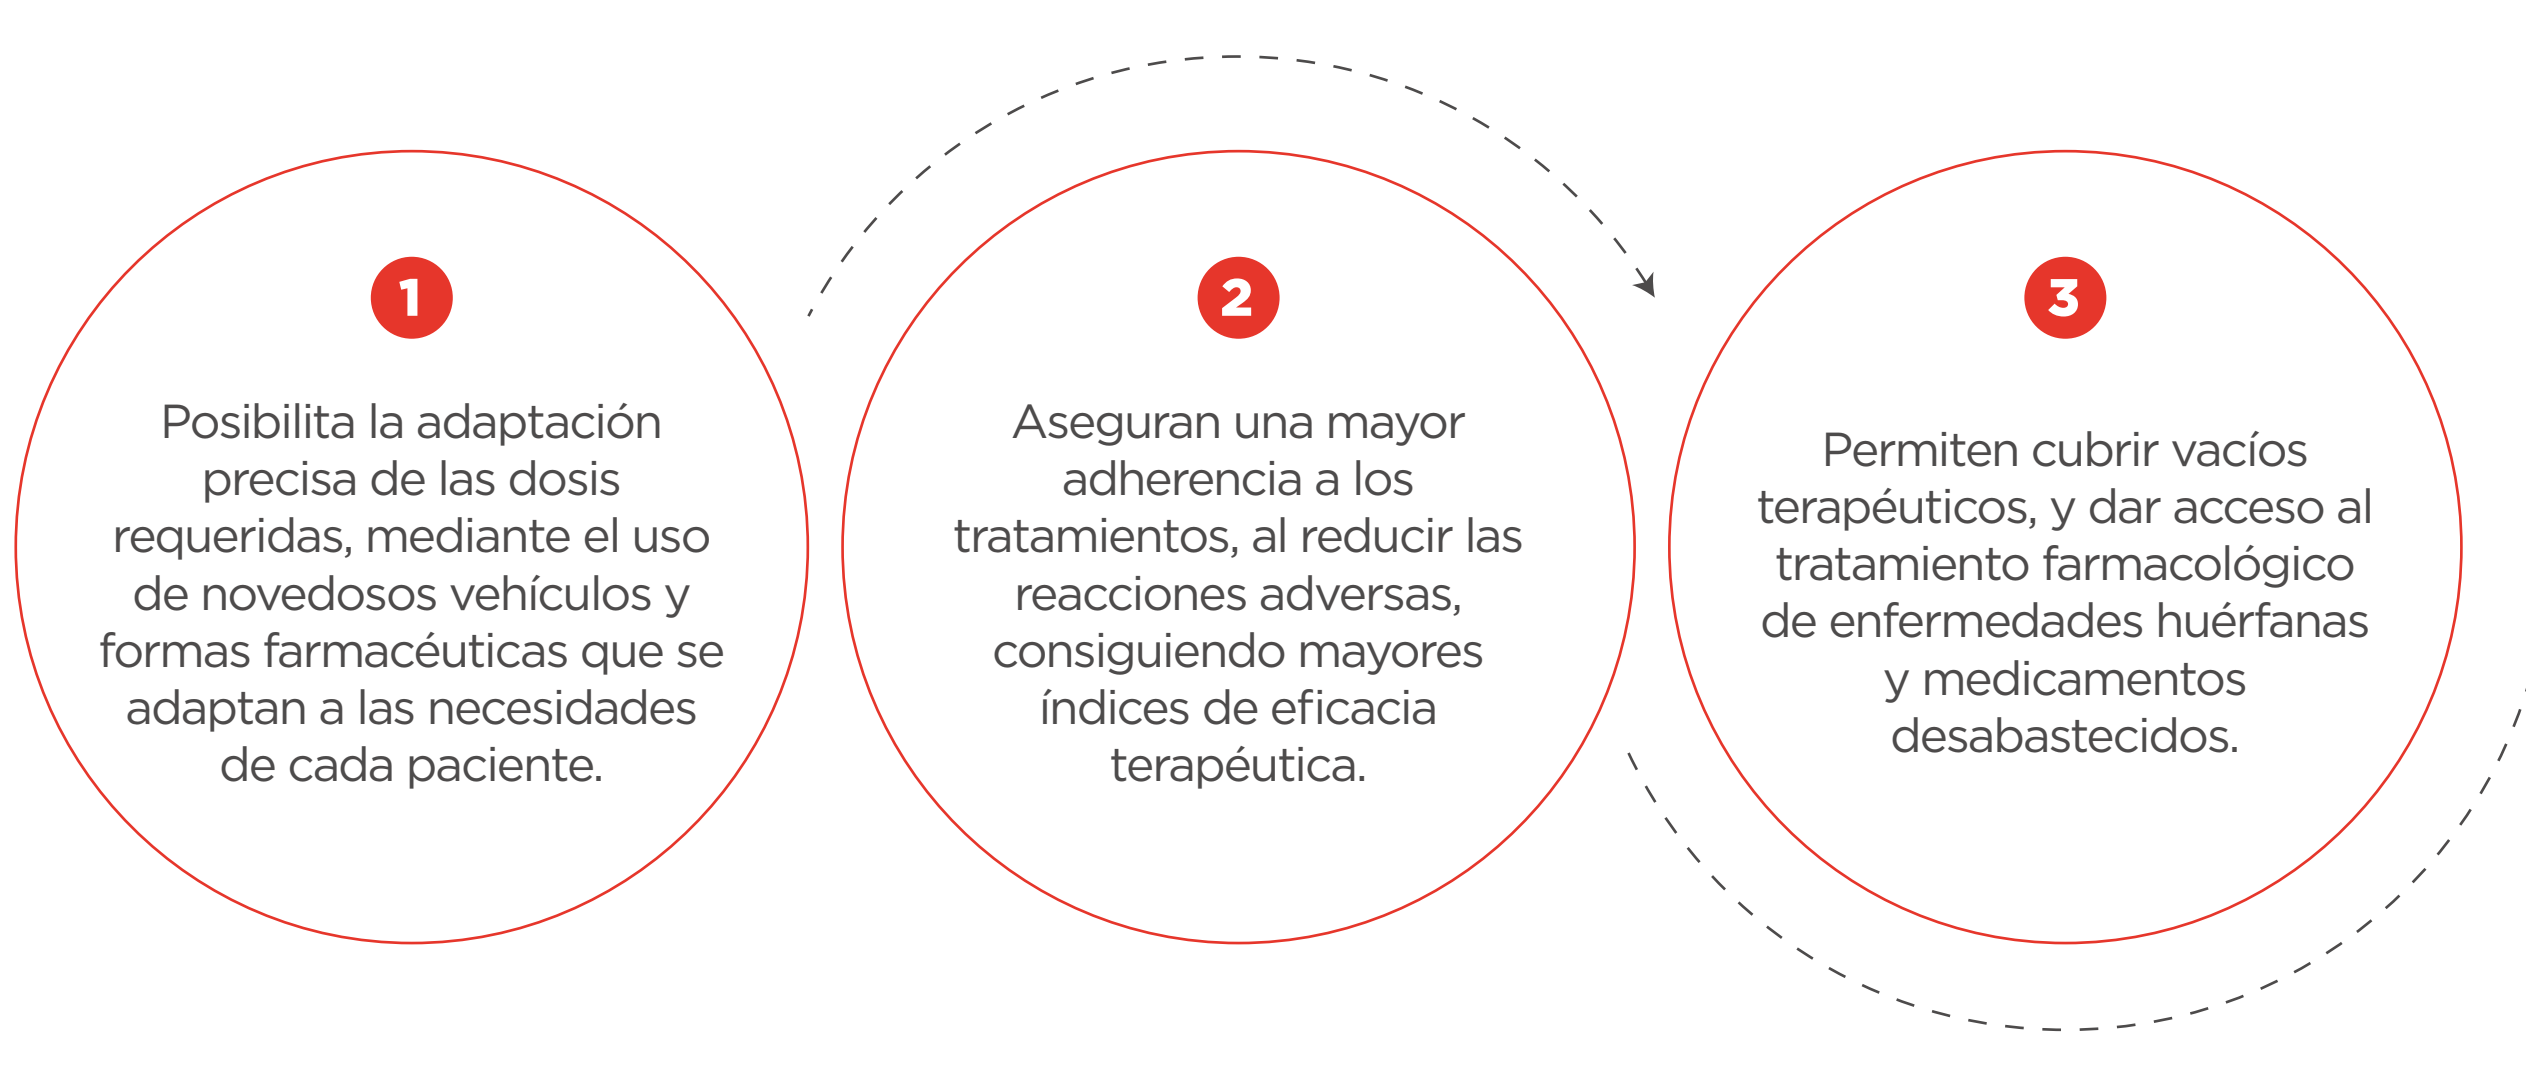 1
Posibilita la adaptación
precisa de las dosis
requeridas, mediante el uso
de novedosos vehículos y
formas farmacéuticas que se
adaptan a las necesidades
de cada paciente.
2
Aseguran una mayor
adherencia a los
tratamientos, al reducir las
reacciones adversas,
consiguiendo mayores
índices de eficacia
terapéutica.
3
Permiten cubrir vacíos
terapéuticos, y dar acceso al
tratamiento farmacológico
de enfermedades huérfanas
y medicamentos
desabastecidos.